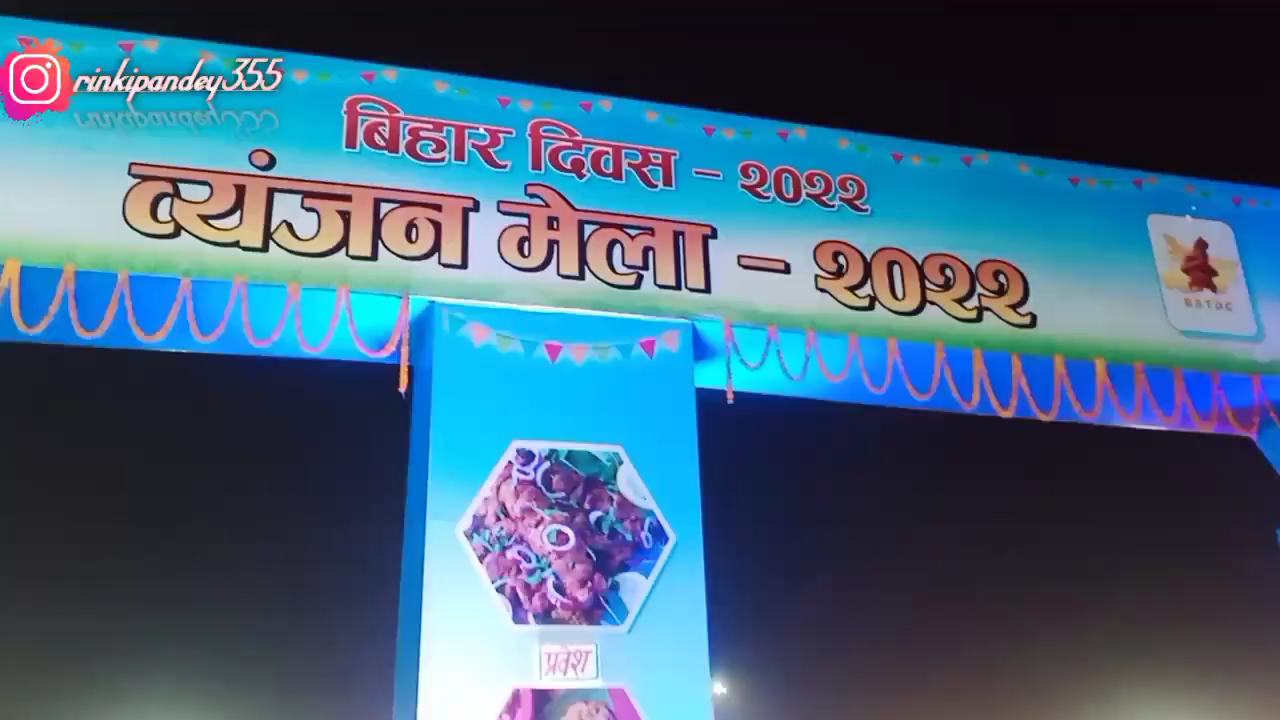 rinkipandey355
बिहार दिवस - २०२२
व्यंजन मेला - २०२२
BSTDC
प्रवेश